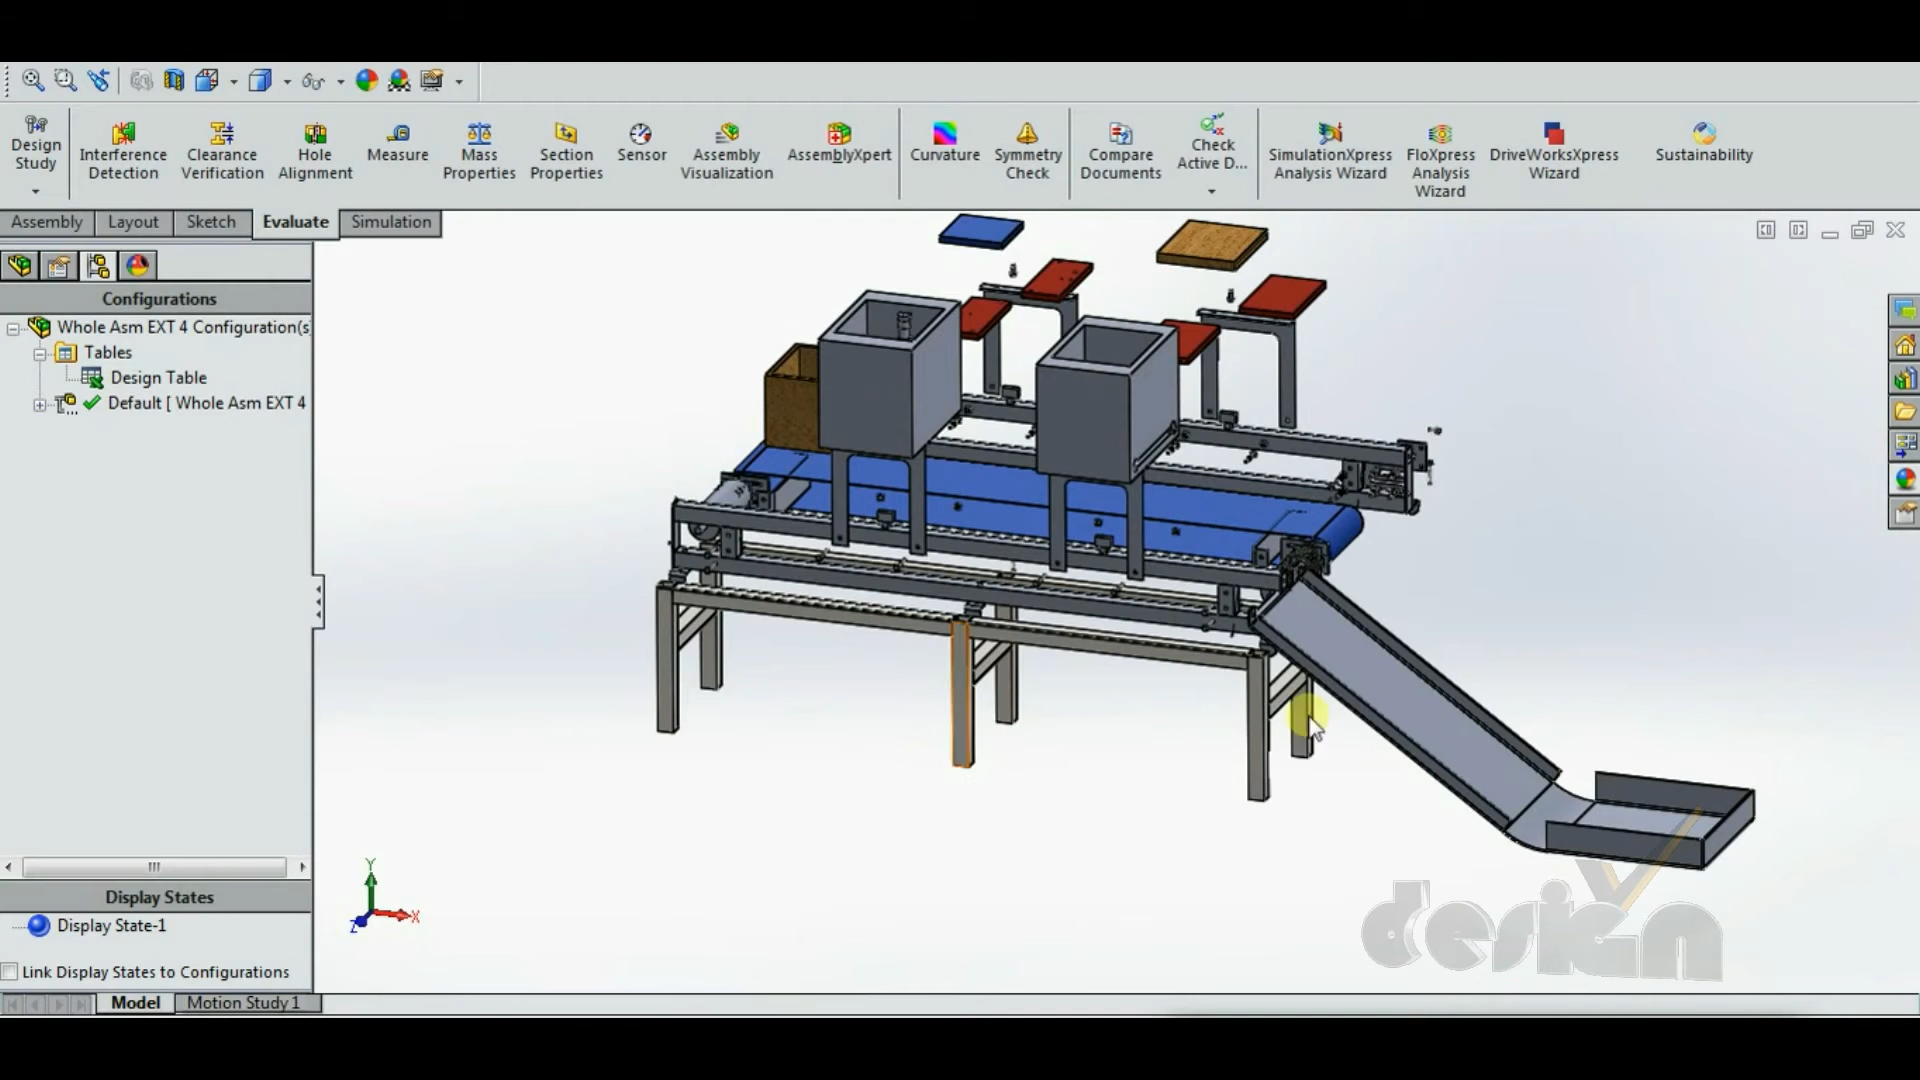 Design
Study
Interference
Detection
Clearance
Verification
Hole
Alignment
Measure
Mass
Properties
Section
Properties
Sensor
Assembly
Visualization
AssemblyXpert
Curvature
Symmetry
Check
Compare
Documents
Check
Active D...
SimulationXpress
Analysis Wizard
FloXpress
Analysis
Wizard
DriveWorksXpress
Wizard
Sustainability
Assembly
Layout
Sketch
Evaluate
Simulation
Configurations
Whole Asm EXT 4 Configuration(s
Tables
Design Table
Default [ Whole Asm EXT 4
Display States
Display State-1
Link Display States to Configurations
Model
Motion Study 1
Y
X
Z
design